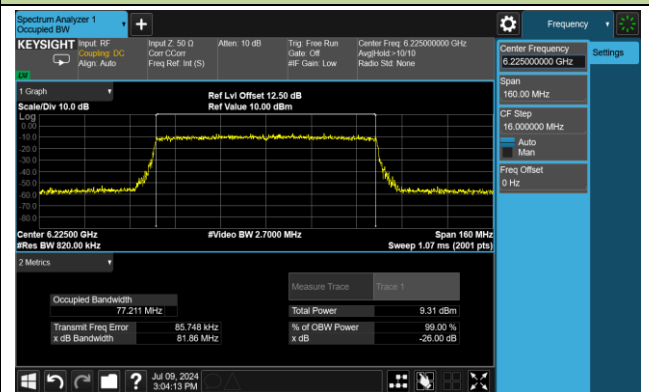 Spectrum Analyzer 1
Occupied BW
+
Frequency
KEYSIGHT
Input: RF
Coupling: DC
Align: Auto
Input Z: 50 Ω
Corr CCorr
Freq Ref: Int (S)
Atten: 10 dB
Trig: Free Run
Gate: Off
#IF Gain: Low
Center Freq: 6.225000000 GHz
Avg|Hold:>10/10
Radio Std: None
Center Frequency
6.225000000 GHz
Settings
Span
160.00 MHz
CF Step
16.000000 MHz
Auto
Man
Freq Offset
0 Hz
1 Graph
Scale/Div 10.0 dB
Ref Lvl Offset 12.50 dB
Ref Value 10.00 dBm
Log
0.00
-10.0
-20.0
-30.0
-40.0
-50.0
-60.0
-70.0
-80.0
Center 6.22500 GHz
#Res BW 820.00 kHz
#Video BW 2.7000 MHz
Span 160 MHz
Sweep 1.07 ms (2001 pts)
2 Metrics
Measure Trace
Trace 1
Occupied Bandwidth
77.211 MHz
Total Power
9.31 dBm
Transmit Freq Error
85.748 kHz
% of OBW Power
99.00 %
x dB Bandwidth
81.86 MHz
x dB
-26.00 dB
?
Jul 09, 2024
3:04:13 PM